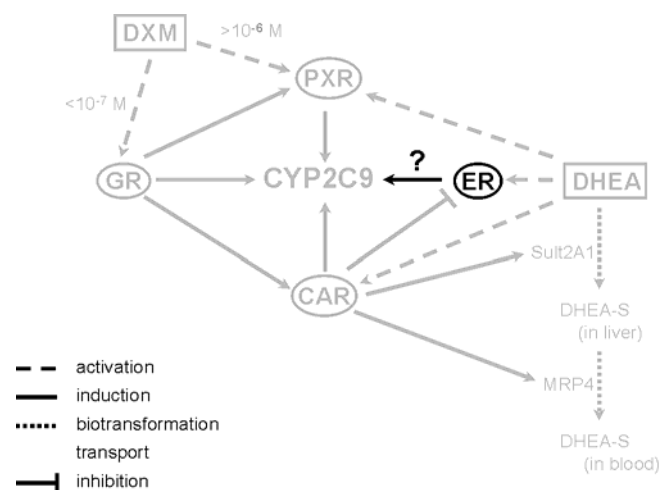 DXM
>10-6 M
PXR
<10-7 M
?
GR
CYP2C9
ER
DHEA
Sult2A1
CAR
DHEA-S
(in liver)
activation
induction
MRP4
biotransformation
transport
DHEA-S
(in blood)
inhibition